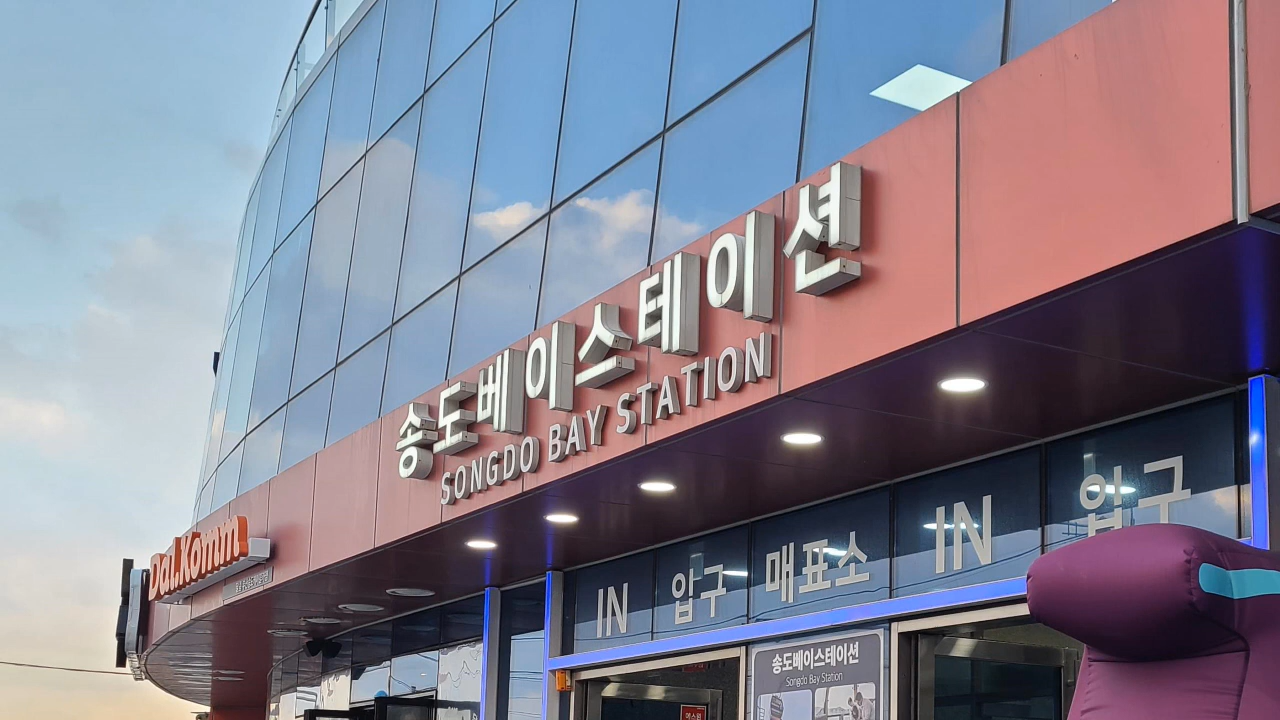 송도베이스테이션
SONGDO BAY STATION
Dal.Komm
IN 입구 매표소 IN 입구
송도베이스테이션
Songdo Bay Station